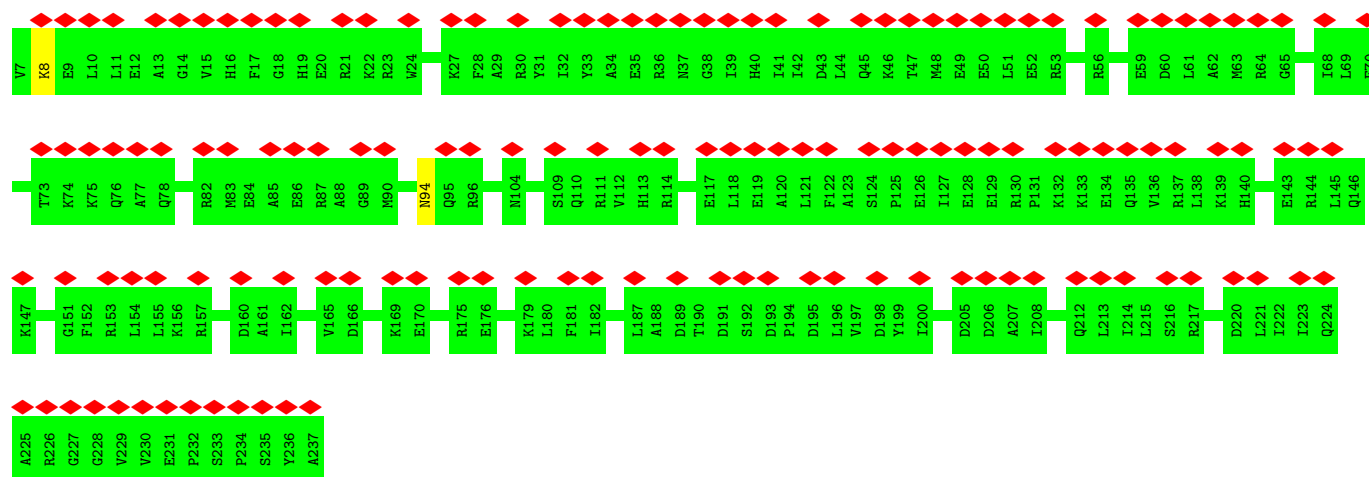 V7 K8 E9 L10 L11 E12 A13 G14 V15 H16 F17 G18 H19 E20 R21 K22 R23 W24 K27 F28 A29 R30 Y31 I32 Y33 A34 E35 R36 N37 G38 I39 H40 I41 I42 D43 L44 Q45 K46 T47 M48 E49 E50 L51 E52 R53 R56 E59 D60 L61 A62 M63 R64 G65 I68 L69
T73 K74 K75 Q76 A77 Q78 R82 M83 E84 A85 E86 R87 A88 G89 M90 N94 Q95 R96 N104 S109 Q110 R111 V112 H113 R114 E117 L118 E119 A120 L121 F122 A123 S124 P125 E126 I127 E128 E129 R130 P131 K132 K133 E134 Q135 V136 R137 L138 K139 H140 E143 R144 L145 Q146
K147 G151 F152 R153 L154 L155 K156 R157 D160 A161 I162 V165 D166 K169 E170 R175 E176 K179 L180 F181 I182 L187 A188 D189 T190 D191 S192 D193 P194 D195 L196 V197 D198 Y199 I200 D205 D206 A207 I208 Q212 L213 I214 L215 S216 R217 D220 L221 I222 I223 Q224
A225 R226 G227 G228 V229 V230 E231 P232 S233 P234 S235 Y236 A237